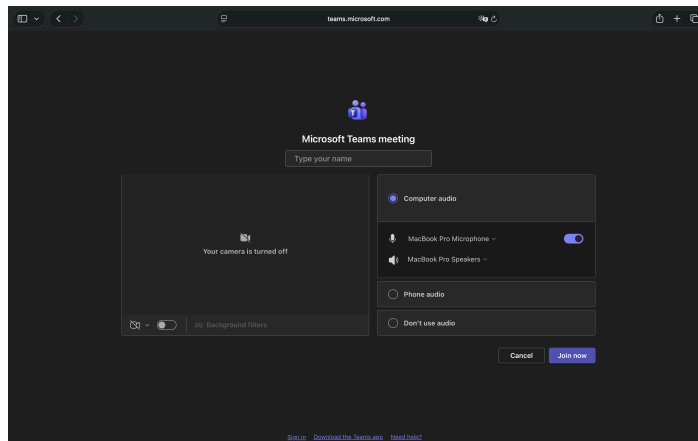 teams.microsoft.com
Microsoft Teams meeting
Type your name
Your camera is turned off
Background filters
Computer audio
MacBook Pro Microphone
MacBook Pro Speakers
Phone audio
Don't use audio
Cancel
Join now
Sign in Download the Teams app Need help?